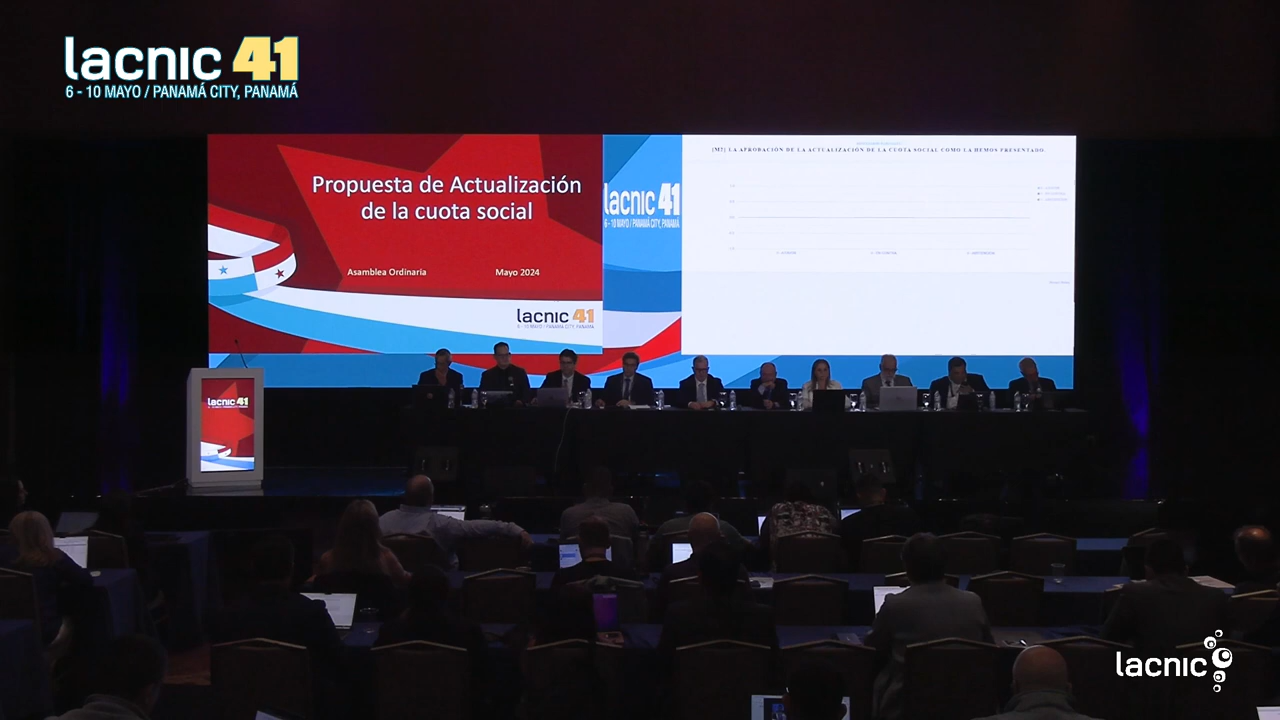 lacnic 41
6 - 10 MAYO / PANAMÁ CITY, PANAMÁ
Propuesta de Actualización
de la cuota social
Asamblea Ordinaria
Mayo 2024
lacnic 41
6 - 10 MAYO / PANAMÁ CITY, PANAMÁ
lacnic 41
6 - 10 MAYO / PANAMÁ CITY, PANAMÁ
LA APROBACIÓN DE LA ACTUALIZACIÓN DE LA CUOTA SOCIAL COMO LA HEMOS PRESENTADO.
lacnic 41
lacnic